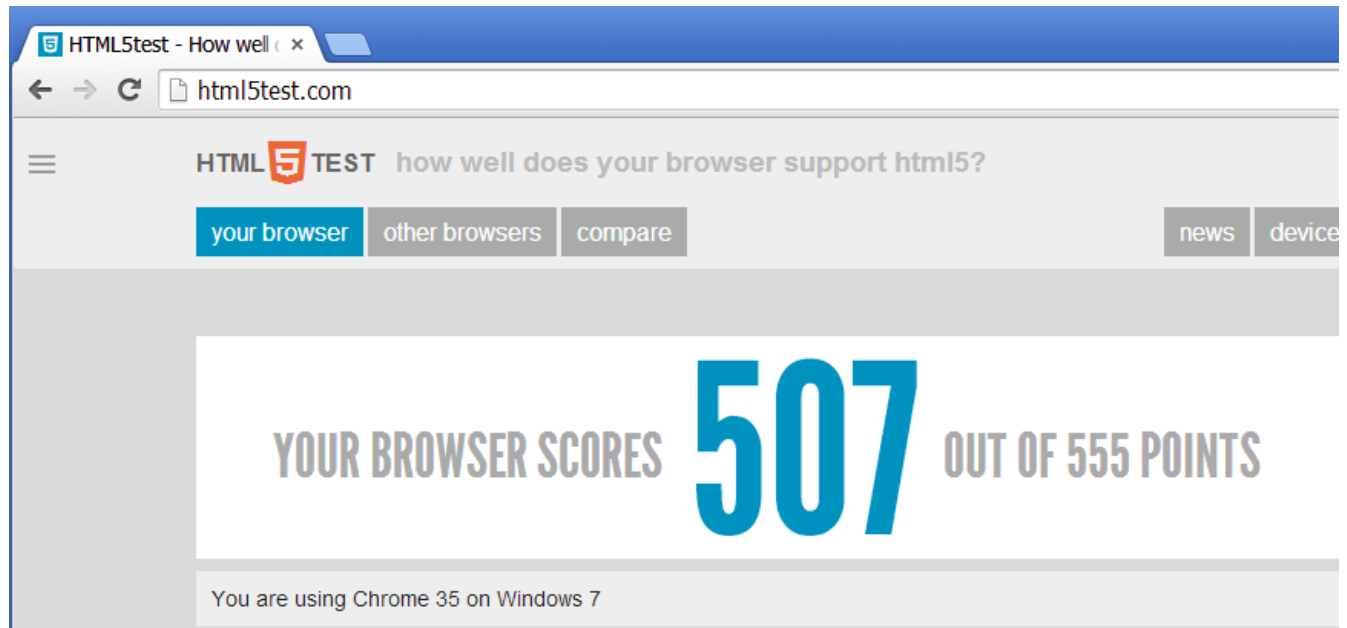 HTML5test - How well
html5test.com
HTML 5 TEST how well does your browser support html5?
your browser other browsers compare news device
YOUR BROWSER SCORES 507 OUT OF 555 POINTS
You are using Chrome 35 on Windows 7